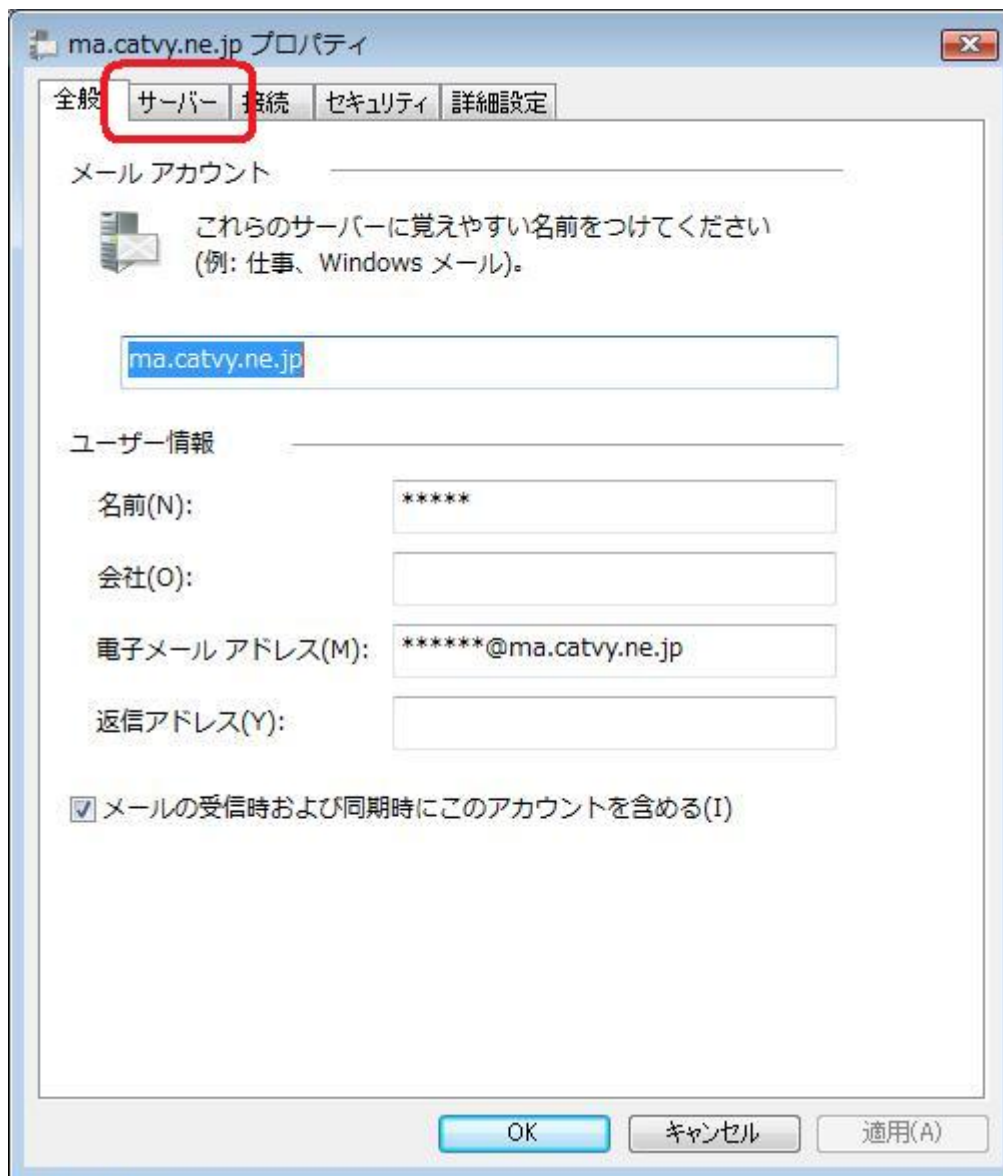 ma.catvy.ne.jp プロパティ
全般 サーバー 接続 セキュリティ 詳細設定
メール アカウント
これらのサーバーに覚えやすい名前をつけてください
(例: 仕事、Windows メール)。
ma.catvy.ne.jp
ユーザー情報
名前(N): *****
会社(O):
電子メール アドレス(M): ******@ma.catvy.ne.jp
返信アドレス(Y):
メールの受信時および同期時にこのアカウントを含める(I)
OK キャンセル 適用(A)